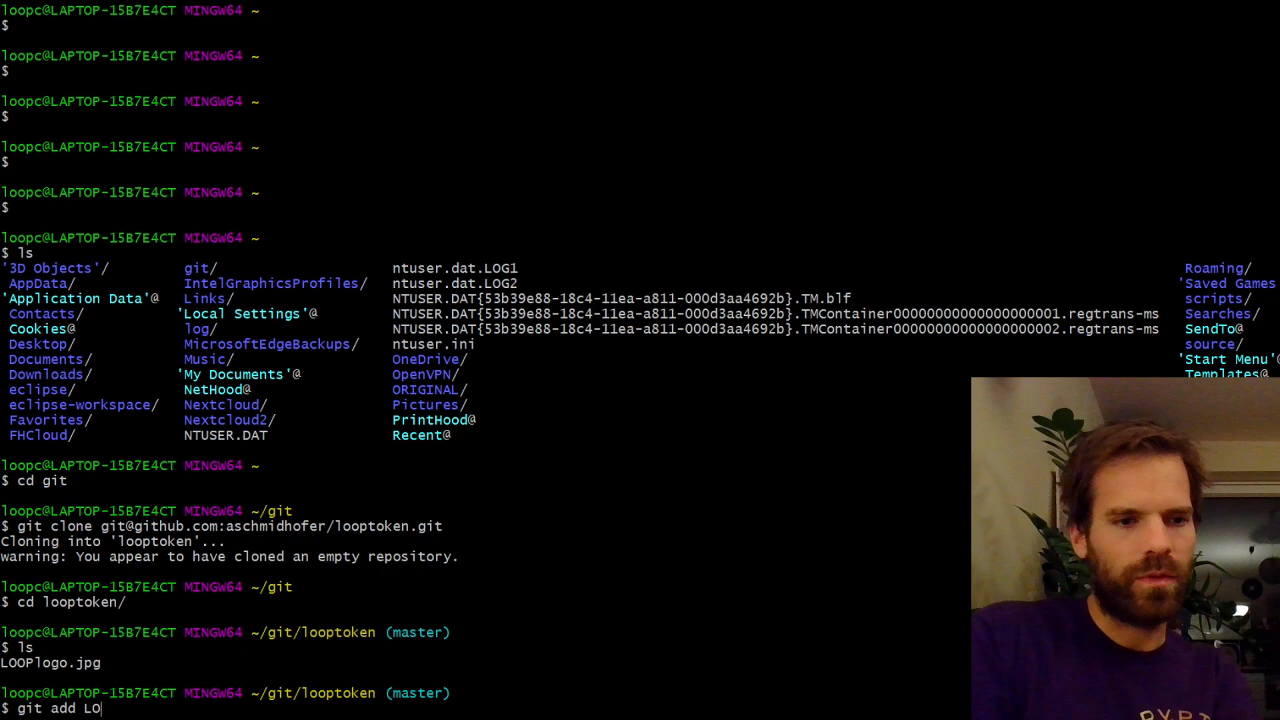 loopc@LAPTOP-15B7E4CT MINGW64 ~
$
loopc@LAPTOP-15B7E4CT MINGW64 ~
$
loopc@LAPTOP-15B7E4CT MINGW64 ~
$
loopc@LAPTOP-15B7E4CT MINGW64 ~
$
loopc@LAPTOP-15B7E4CT MINGW64 ~
$
loopc@LAPTOP-15B7E4CT MINGW64 ~
$ ls
'3D Objects'/ git/ ntuser.dat.LOG1 Roaming/
AppData/ IntelGraphicsProfiles/ ntuser.dat.LOG2 'Saved Games
'Application Data'@ Links/ NTUSER.DAT{53b39e88-18c4-11ea-a811-000d3aa4692b}.TM.blf scripts/
Contacts/ 'Local Settings'@ NTUSER.DAT{53b39e88-18c4-11ea-a811-000d3aa4692b}.TMContainer00000000000000000001.regtrans-ms Searches/
Cookies@ log/ NTUSER.DAT{53b39e88-18c4-11ea-a811-000d3aa4692b}.TMContainer00000000000000000002.regtrans-ms SendTo@
Desktop/ MicrosoftEdgeBackups/ ntuser.ini source/
Documents/ Music/ OneDrive/ 'Start Menu'@
Downloads/ 'My Documents'@ OpenVPN/ Templates@
eclipse/ NetHood@ ORIGINAL/
eclipse-workspace/ Nextcloud/ Pictures/
Favorites/ Nextcloud2/ PrintHood@
FHCloud/ NTUSER.DAT Recent@
loopc@LAPTOP-15B7E4CT MINGW64 ~
$ cd git
loopc@LAPTOP-15B7E4CT MINGW64 ~/git
$ git clone git@github.com:aschmidhofer/looptoken.git
Cloning into 'looptoken'...
warning: You appear to have cloned an empty repository.
loopc@LAPTOP-15B7E4CT MINGW64 ~/git
$ cd looptoken/
loopc@LAPTOP-15B7E4CT MINGW64 ~/git/looptoken (master)
$ ls
LOOPlogo.jpg
loopc@LAPTOP-15B7E4CT MINGW64 ~/git/looptoken (master)
$ git add LO